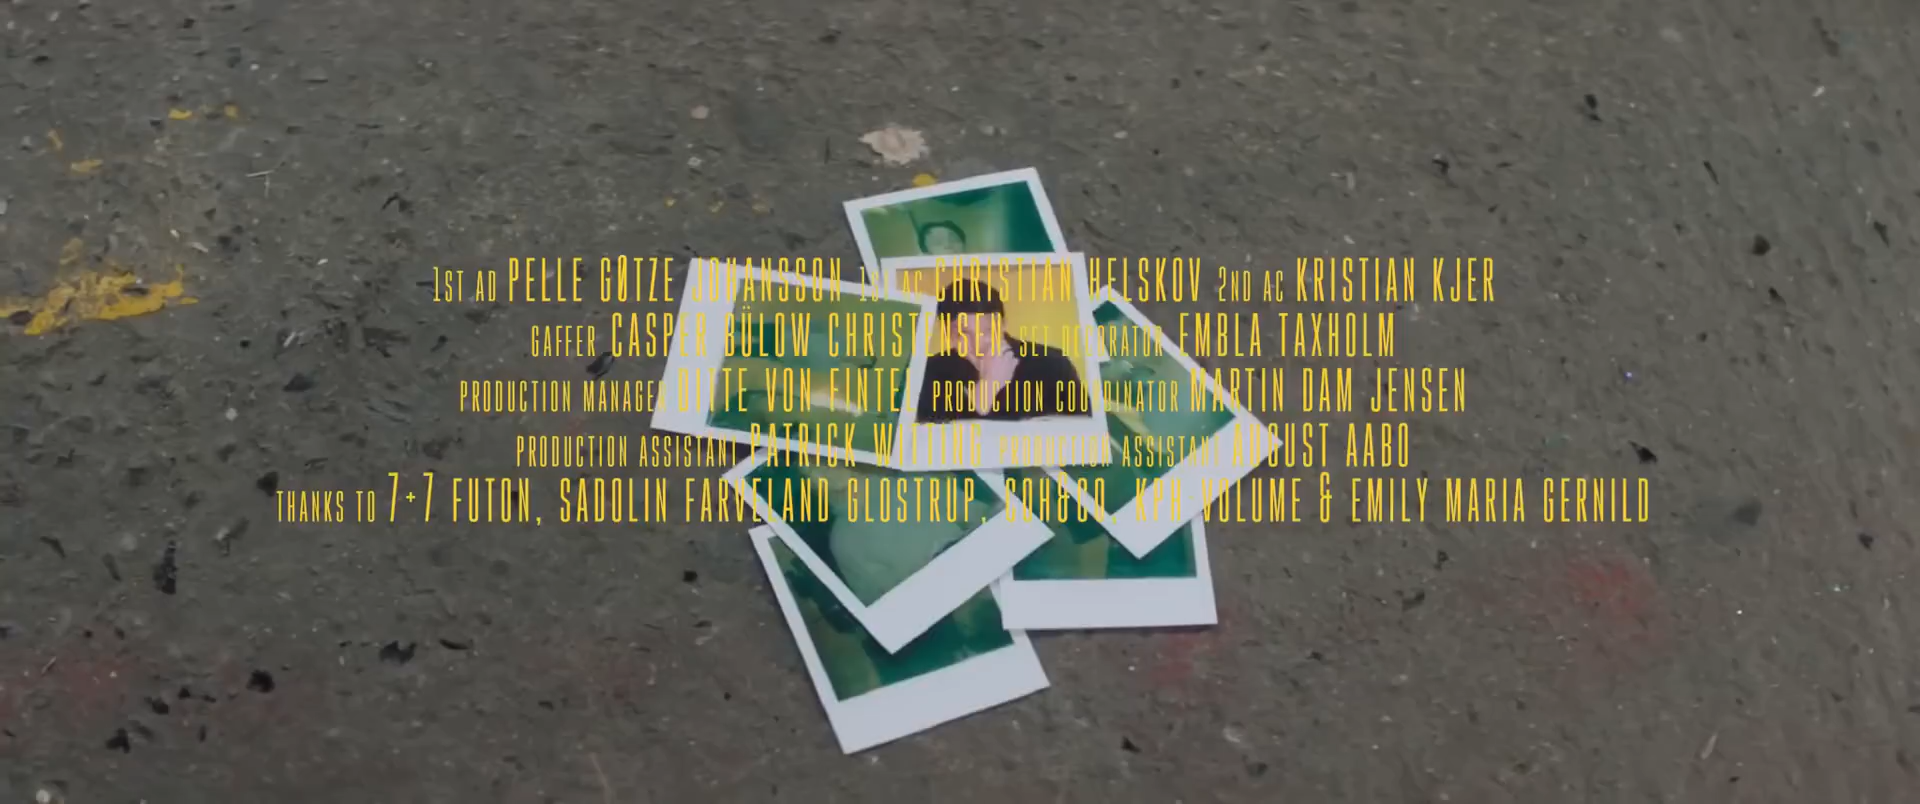 1ST AD PELLE GØTZE JOHANSSON 1ST AC CHRISTIAN HELSKOV 2ND AC KRISTIAN KJER
GAFFER CASPER BÜLOW CHRISTENSEN SET DECORATOR EMBLA TAXHOLM
PRODUCTION MANAGER DITTE VON FINTEL PRODUCTION COORDINATOR MARTIN DAM JENSEN
PRODUCTION ASSISTANT PATRICK WITTING PRODUCTION ASSISTANT AUGUST AABO
THANKS TO 7+7 FUTON, SADOLIN FARVELAND GLOSTRUP, COH&CO, KPH VOLUME & EMILY MARIA GERNILD